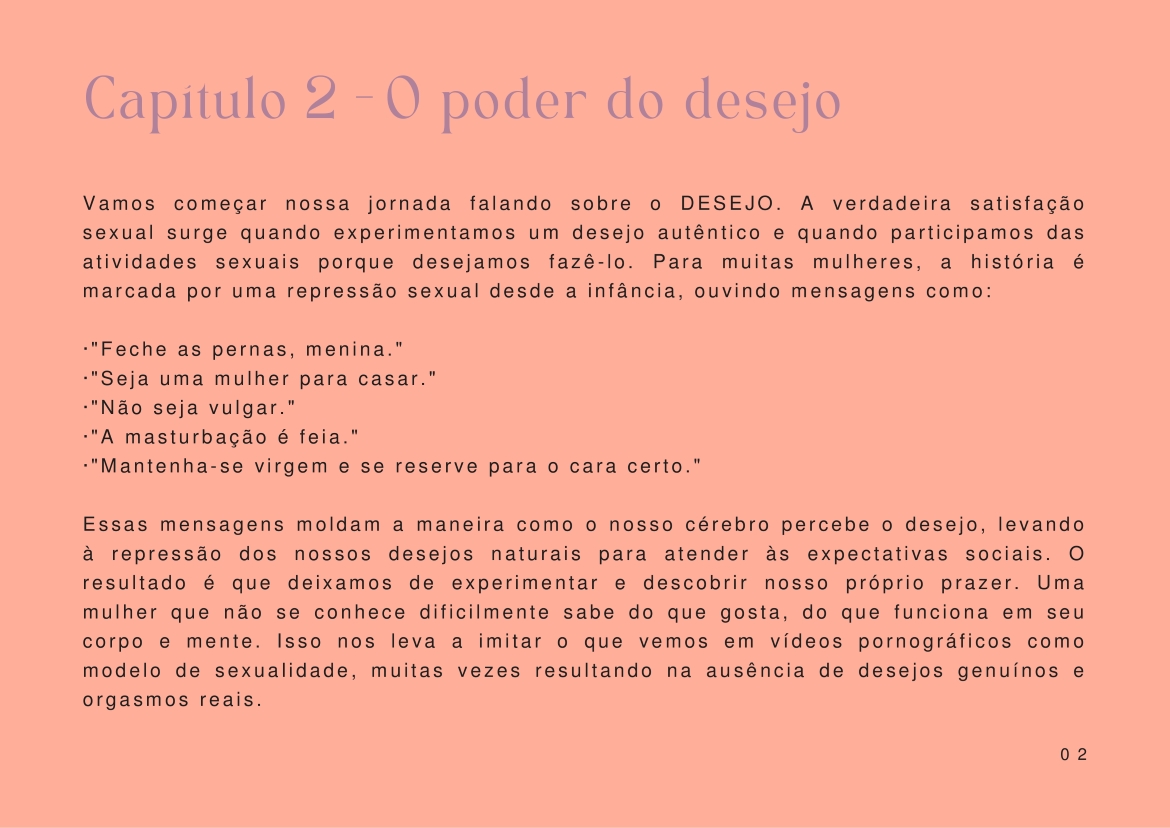 Capítulo 2 - O poder do desejo
Vamos começar nossa jornada falando sobre o DESEJO. A verdadeira satisfação
sexual surge quando experimentamos um desejo autêntico e quando participamos das
atividades sexuais porque desejamos fazê-lo. Para muitas mulheres, a história é
marcada por uma repressão sexual desde a infância, ouvindo mensagens como:
·"Feche as pernas, menina."
·"Seja uma mulher para casar."
·"Não seja vulgar."
·"A masturbação é feia."
·"Mantenha-se virgem e se reserve para o cara certo."
Essas mensagens moldam a maneira como o nosso cérebro percebe o desejo, levando
à repressão dos nossos desejos naturais para atender às expectativas sociais. O
resultado é que deixamos de experimentar e descobrir nosso próprio prazer. Uma
mulher que não se conhece dificilmente sabe do que gosta, do que funciona em seu
corpo e mente. Isso nos leva a imitar o que vemos em vídeos pornográficos como
modelo de sexualidade, muitas vezes resultando na ausência de desejos genuínos e
orgasmos reais.
02